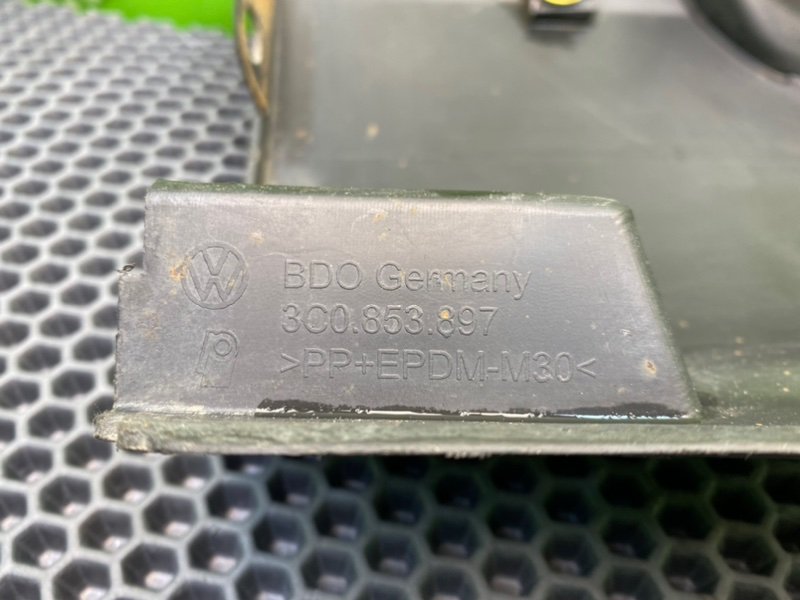 BDO Germany
3C0.853.897
>PP+EPDM-M30<